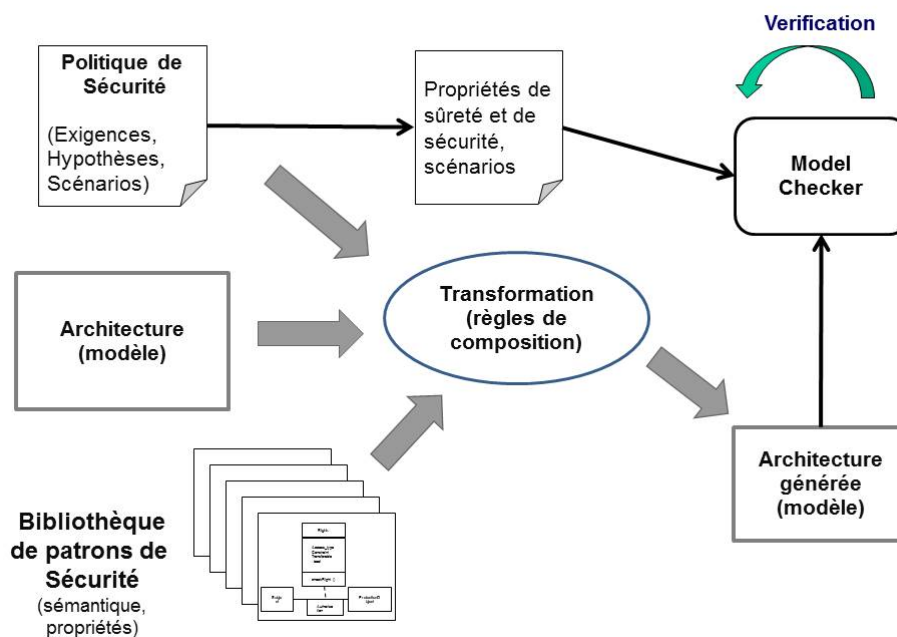 Verification
Politique de
Sécurité
(Exigences,
Hypothèses,
Scénarios)
Propriétés de
sûreté et de
sécurité,
scénarios
Model
Checker
Architecture
(modèle)
Transformation
(règles de
composition)
Architecture
générée
(modèle)
Bibliothèque
de patrons de
Sécurité
(sémantique,
propriétés)